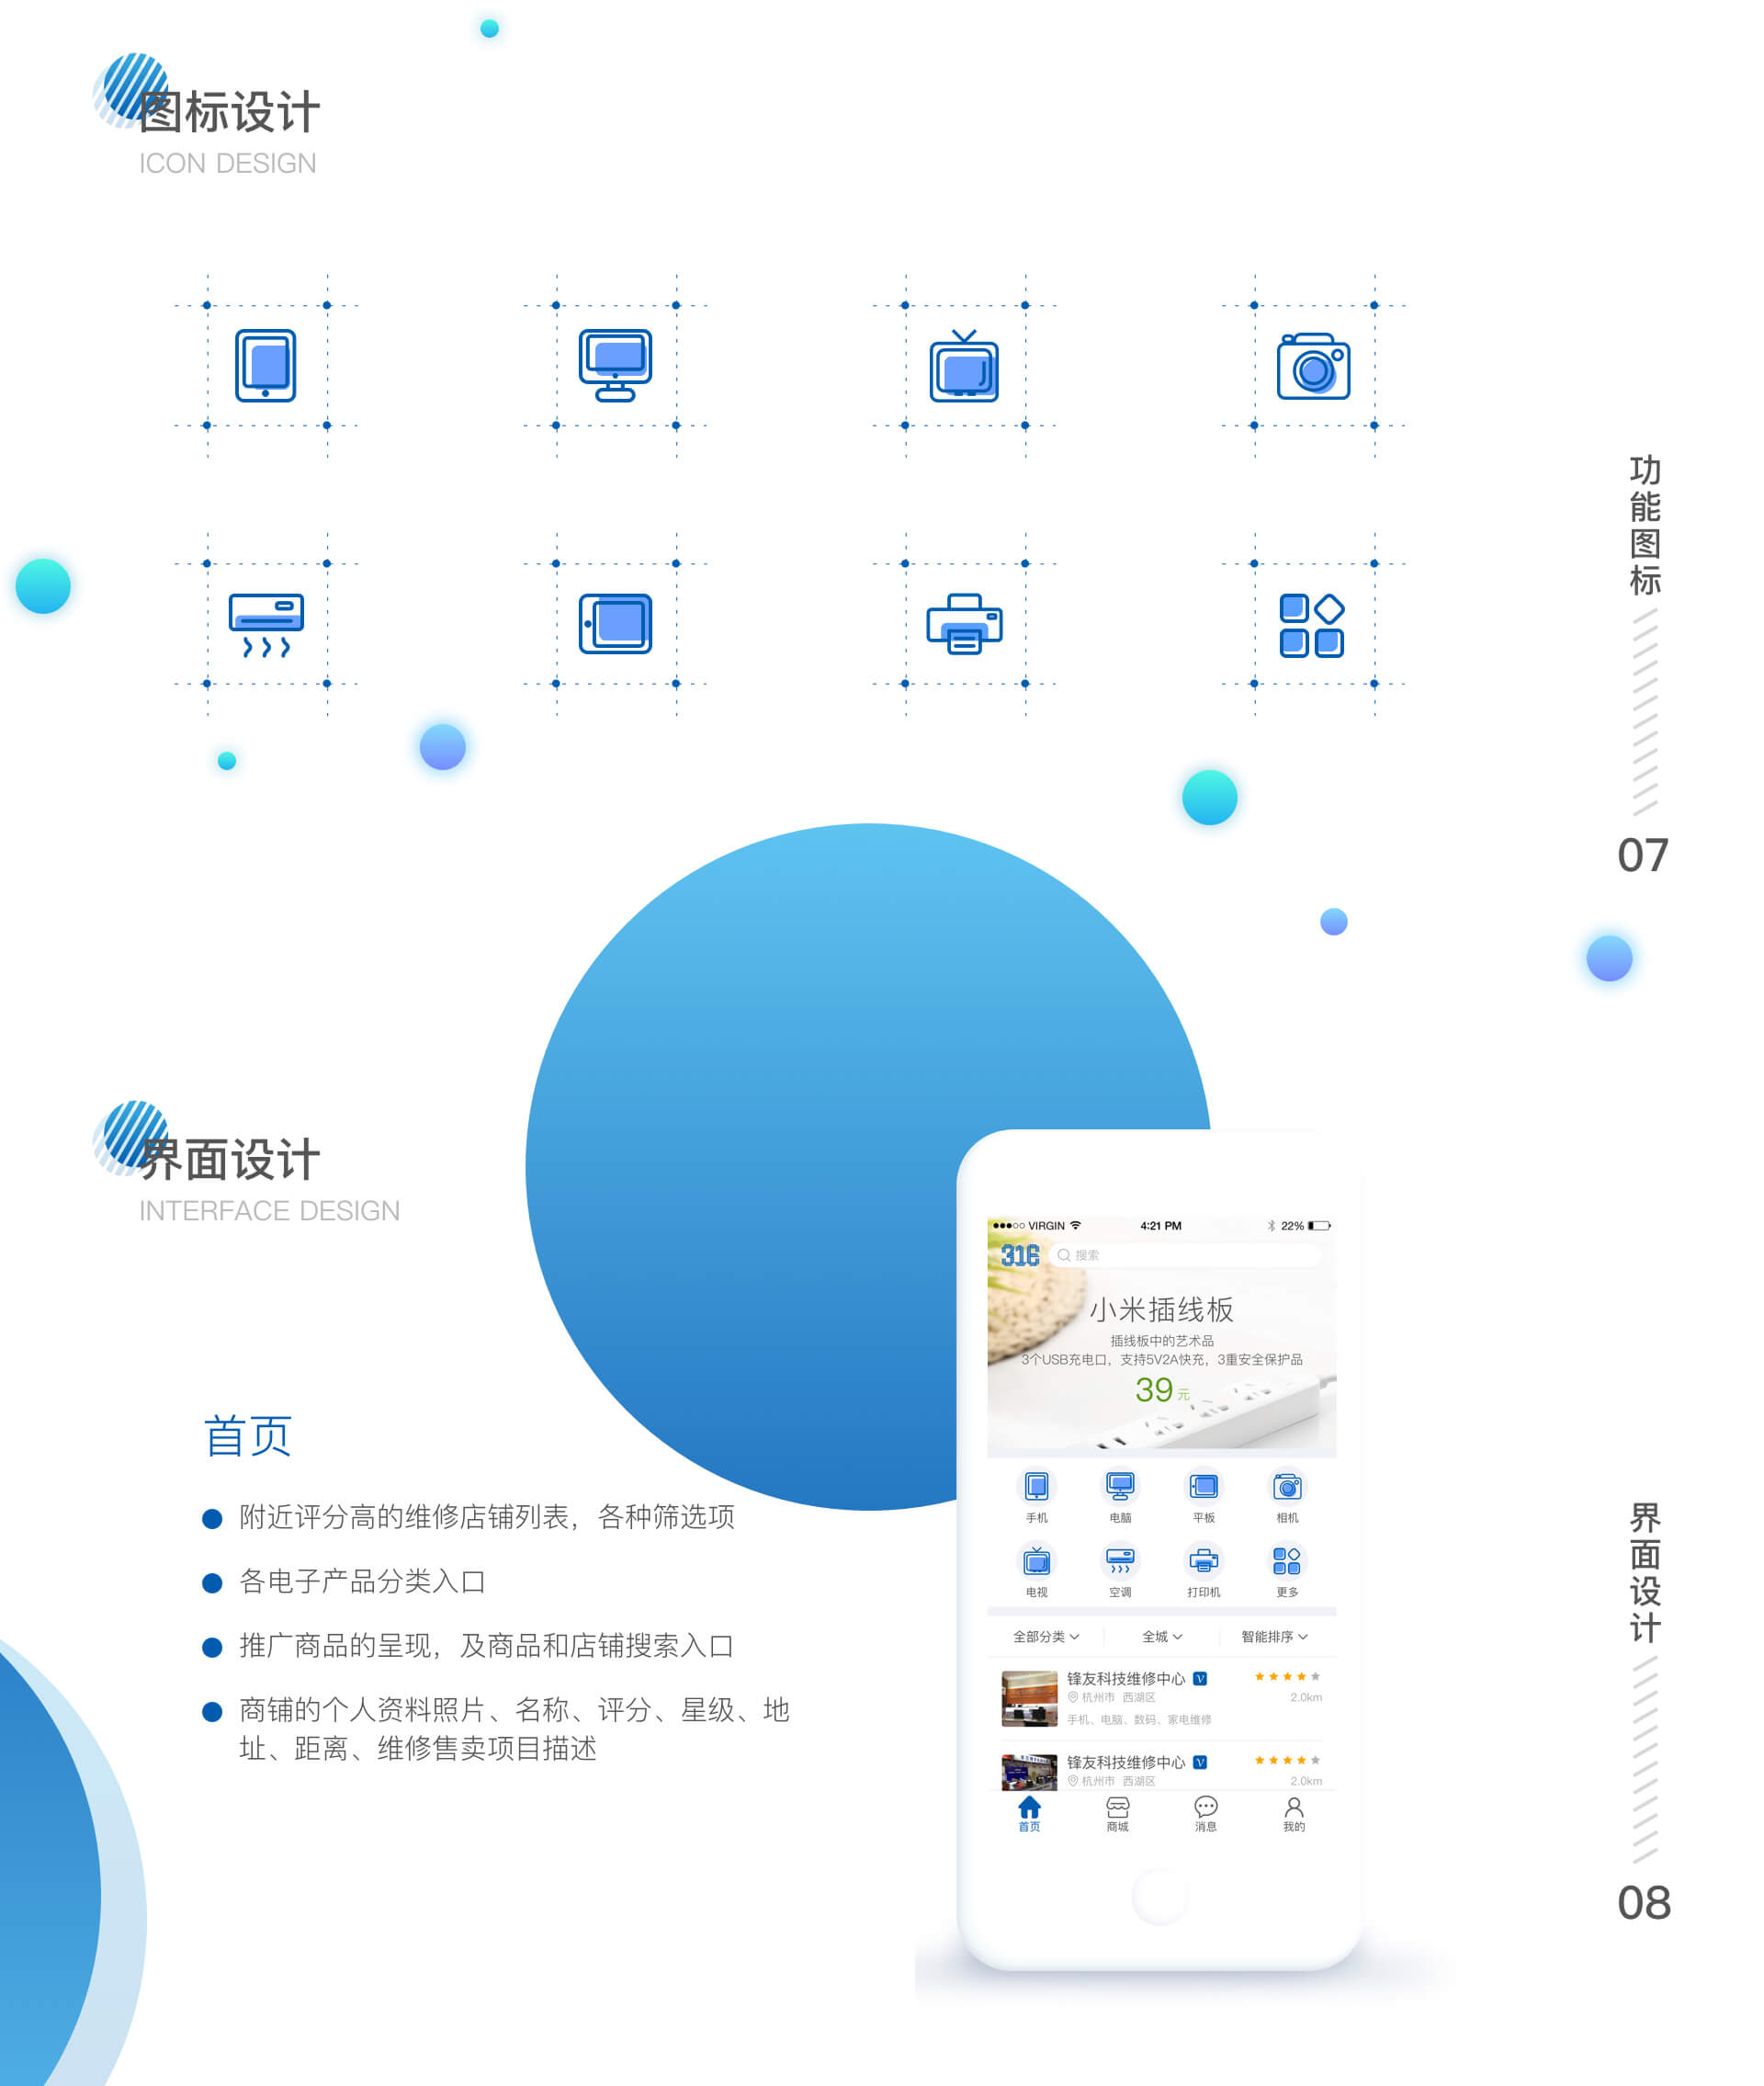 图标设计
ICON DESIGN
功能图标
07
界面设计
INTERFACE DESIGN
首页
附近评分高的维修店铺列表，各种筛选项
各电子产品分类入口
推广商品的呈现，及商品和店铺搜索入口
商铺的个人资料照片、名称、评分、星级、地
址、距离、维修售卖项目描述
VIRGIN 4:21 PM 22%
316 搜索
小米插线板
插线板中的艺术品
3个USB充电口，支持5V2A快充，3重安全保护品
39 元
手机 电脑 平板 相机
电视 空调 打印机 更多
全部分类 全城 智能排序
锋友科技维修中心 V
杭州市 西湖区 2.0km
手机、电脑、数码、家电维修
锋友科技维修中心 V
杭州市 西湖区 2.0km
首页 商城 消息 我的
界面设计
08